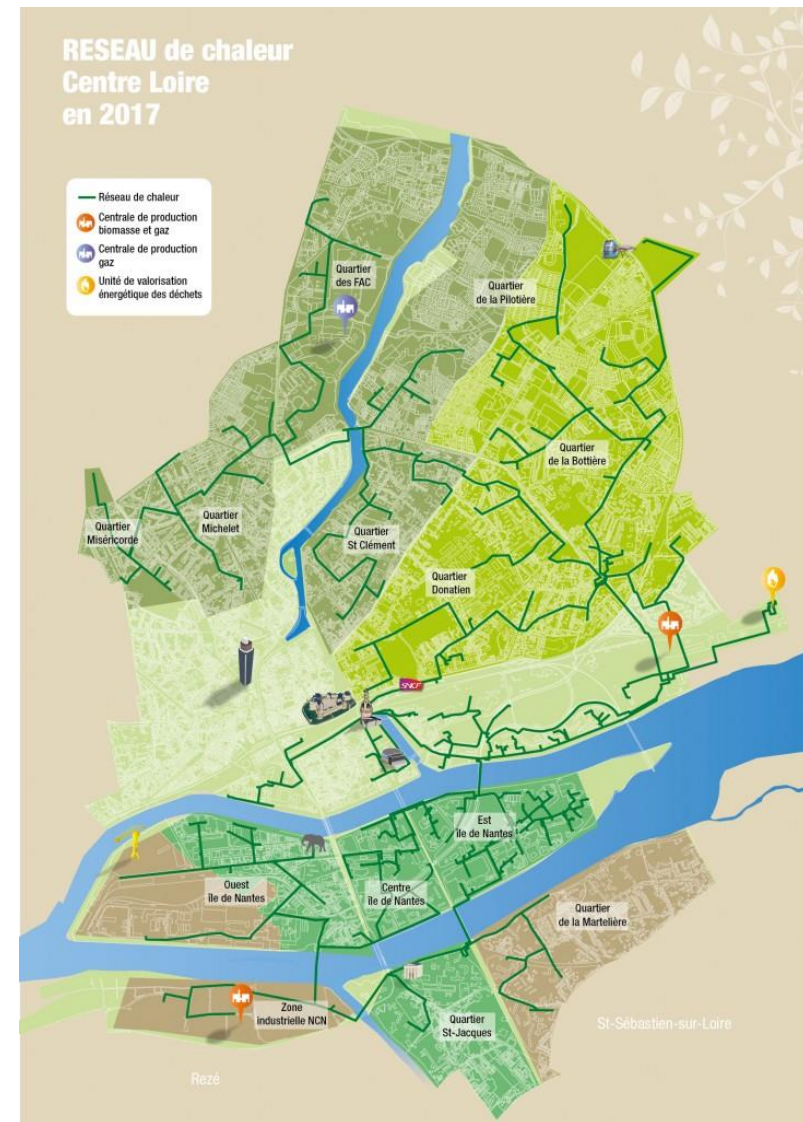 RESEAU de chaleur
Centre Loire
en 2017
Réseau de chaleur
Centrale de production
biomasse et gaz
Centrale de production
gaz
Unité de valorisation
énergétique des déchets
Quartier
des FAC
Quartier
de la Pilotière
Quartier
de la Bottière
Quartier
Miséricorde
Quartier
Michelet
Quartier
St Clément
Quartier
Donatien
SNCF
Est
île de Nantes
Ouest
île de Nantes
Centre
île de Nantes
Quartier
de la Martelière
Zone
industrielle NCN
Quartier
St-Jacques
St-Sébastien-sur-Loire
Rezé